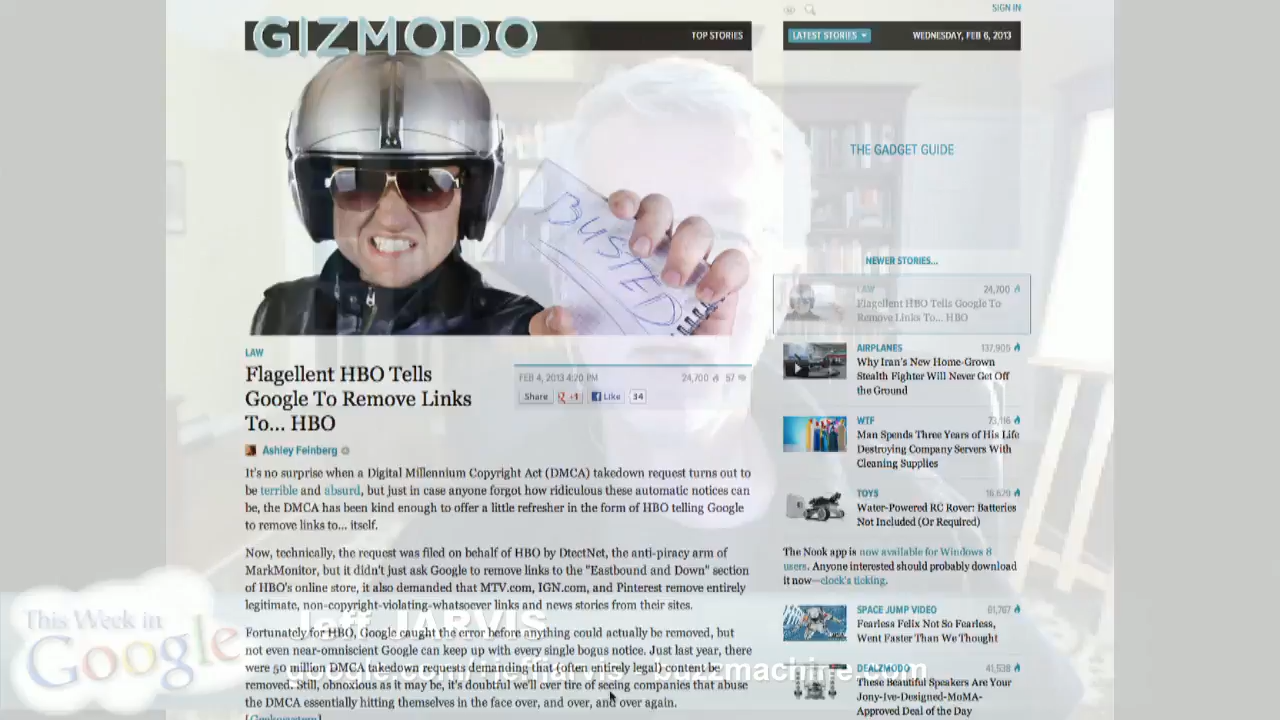 GIZMODO
TOP STORIES
BUSTED
LAW
Flagellent HBO Tells
Google To Remove Links
To... HBO
FEB 4, 2013 4:20 PM
24,700
57
Share
+1
Like
34
Ashley Feinberg
It's no surprise when a Digital Millennium Copyright Act (DMCA) takedown request turns out to
be terrible and absurd, but just in case anyone forgot how ridiculous these automatic notices can
be, the DMCA has been kind enough to offer a little refresher in the form of HBO telling Google
to remove links to... itself.
Now, technically, the request was filed on behalf of HBO by DtectNet, the anti-piracy arm of
MarkMonitor, but it didn't just ask Google to remove links to the "Eastbound and Down" section
of HBO's online store, it also demanded that MTV.com, IGN.com, and Pinterest remove entirely
legitimate, non-copyright-violating-whatsoever links and news stories from their sites.
Fortunately for HBO, Google caught the error before anything could actually be removed, but
not even near-omniscient Google can keep up with every single bogus notice. Just last year, there
were 50 million DMCA takedown requests demanding (often entirely legal) content be
removed. Still, obnoxious as it may be, it's doubtful we'll ever tire of seeing companies that abuse
the DMCA essentially hitting themselves in the face over, and over, and over again.
SIGN IN
LATEST STORIES
WEDNESDAY, FEB 6, 2013
THE GADGET GUIDE
NEWER STORIES...
LAW
24,700
Flagellent HBO Tells Google To
Remove Links To... HBO
AIRPLANES
137,905
Why Iran's New Home-Grown
Stealth Fighter Will Never Get Off
the Ground
WTF
73,116
Man Spends Three Years of His Life
Destroying Company Servers With
Cleaning Supplies
TOYS
Water-Powered RC Rover: Batteries
Not Included (Or Required)
The Nook app is now available for Windows 8
users. Anyone interested should probably download
it now—clock's ticking.
SPACE JUMP VIDEO
61,767
Fearless Felix Not So Fearless,
Went Faster Than We Thought
DEALZMODO
41,538
These Beautiful Speakers Are Your
Jony-Ive-Designed-MoMA-
Approved Deal of the Day
This Week in
Google
Jeff JARVIS
buzzmachine.com